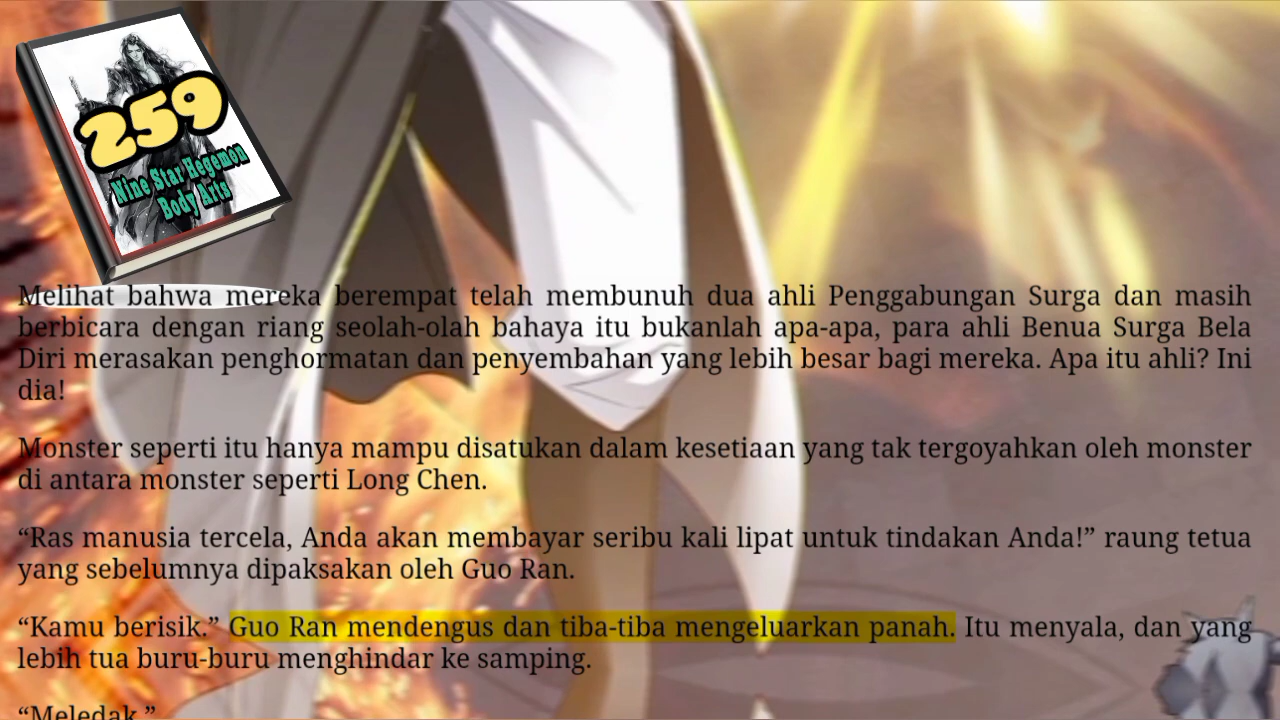 259
Nine Star Hegemon
Body Arts
Melihat bahwa mereka berempat telah membunuh dua ahli Penggabungan Surga dan masih
berbicara dengan riang seolah-olah bahaya itu bukanlah apa-apa, para ahli Benua Surga Bela
Diri merasakan penghormatan dan penyembahan yang lebih besar bagi mereka. Apa itu ahli? Ini
dia!
Monster seperti itu hanya mampu disatukan dalam kesetiaan yang tak tergoyahkan oleh monster
di antara monster seperti Long Chen.
“Ras manusia tercela, Anda akan membayar seribu kali lipat untuk tindakan Anda!” raung tetua
yang sebelumnya dipaksakan oleh Guo Ran.
“Kamu berisik.” Guo Ran mendengus dan tiba-tiba mengeluarkan panah. Itu menyala, dan yang
lebih tua buru-buru menghindar ke samping.
“Meledak.”